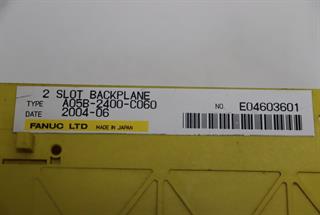 2 SLOT BACKPLANE
TYPE A05B-2400-C060
DATE 2004-06
NO. E04603601
FANUC LTD MADE IN JAPAN